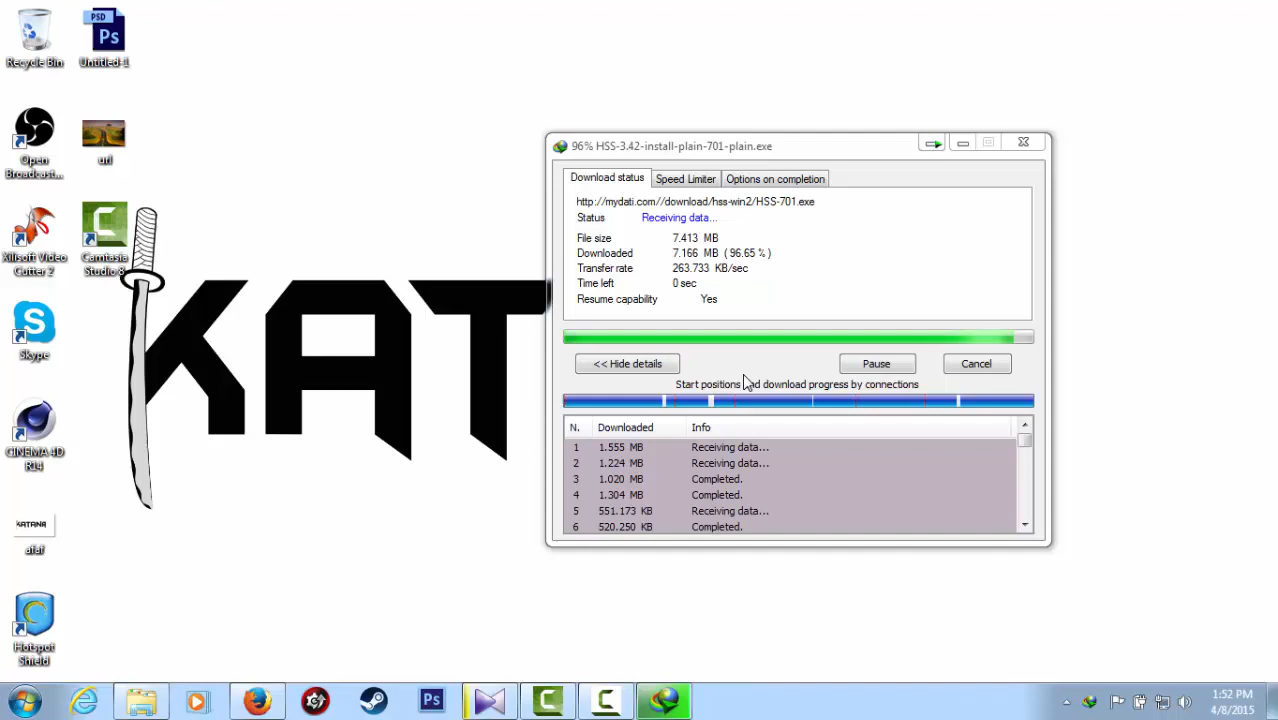 Recycle Bin
PSD
Ps
Untitled-1
Open
Broadcast...
url
Xilisoft Video
Cutter 2
Camtasia
Studio 8
Skype
CINEMA 4D
R14
KATANA
afaf
Hotspot
Shield
KAT
96% HSS-3.42-install-plain-701-plain.exe
Download status
Speed Limiter
Options on completion
http://mydati.com//download/hss-win2/HSS-701.exe
Status Receiving data...
File size 7.413 MB
Downloaded 7.166 MB ( 96.65 % )
Transfer rate 263.733 KB/sec
Time left 0 sec
Resume capability Yes
<< Hide details
Pause
Cancel
Start positions and download progress by connections
N. Downloaded Info
1 1.555 MB Receiving data...
2 1.224 MB Receiving data...
3 1.020 MB Completed.
4 1.304 MB Completed.
5 551.173 KB Receiving data...
6 520.250 KB Completed.
Ps
1:52 PM
4/8/2015